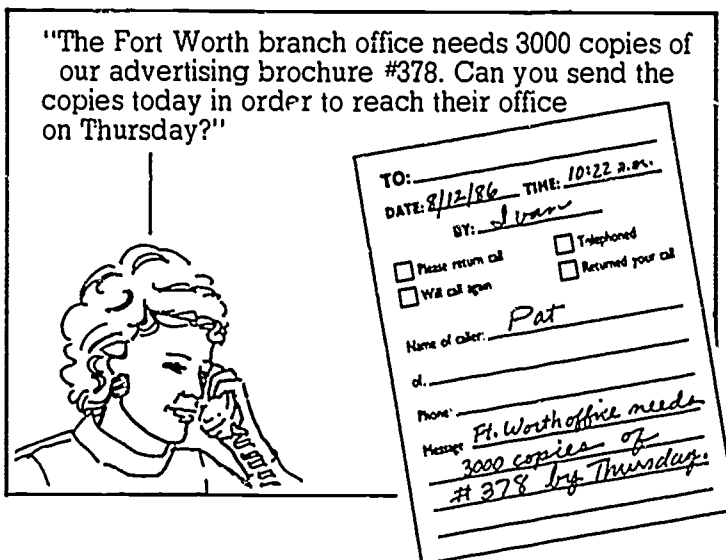 "The Fort Worth branch office needs 3000 copies of
our advertising brochure #378. Can you send the
copies today in order to reach their office
on Thursday?"
TO:
DATE: 8/12/86 TIME: 10:22 a.m.
BY: Ivan
Please return call Telephoned
Will call again Returned your call
Name of caller: Pat
of:
Phone:
Message Ft. Worth office needs
3000 copies of
#378 by Thursday.